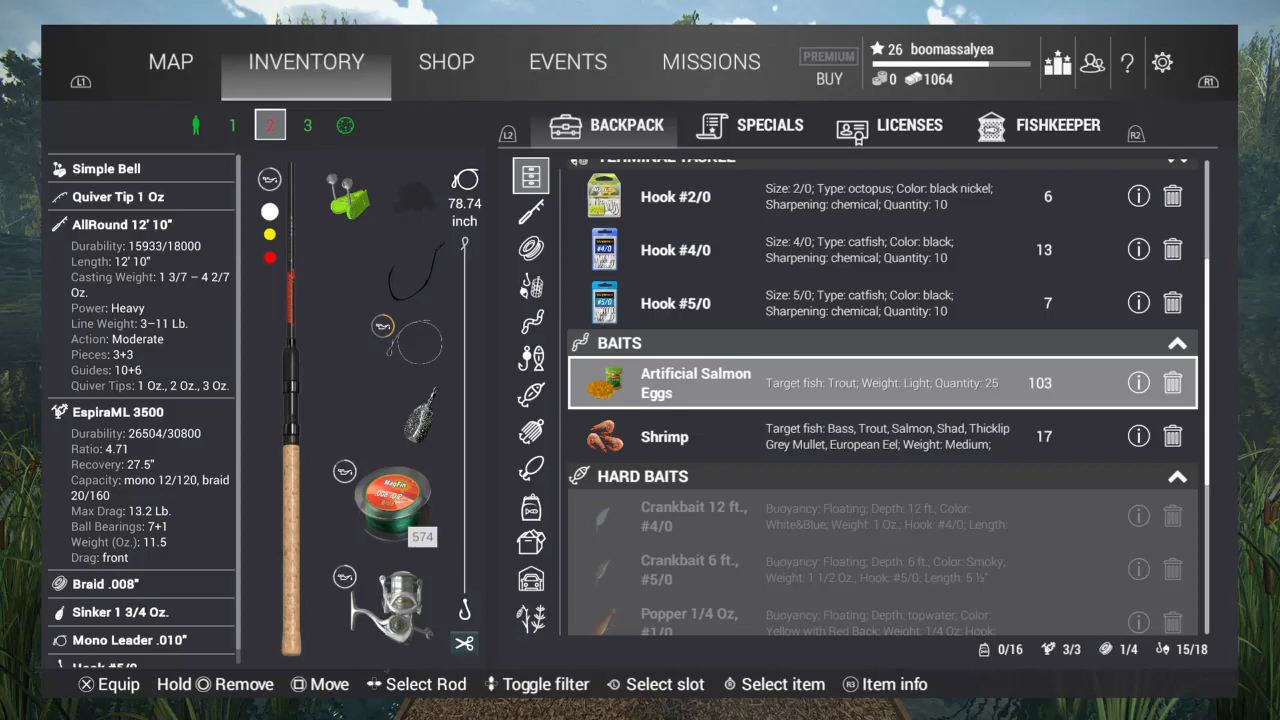 MAP
INVENTORY
SHOP
EVENTS
MISSIONS
PREMIUM
BUY
26 boomassalyea
0 1064
L1
R1
1 2 3
L2
BACKPACK
SPECIALS
LICENSES
FISHKEEPER
R2
Simple Bell
Quiver Tip 1 Oz
AllRound 12' 10"
Durability: 15933/18000
Length: 12' 10"
Casting Weight: 1 3/7 – 4 2/7
Oz.
Power: Heavy
Line Weight: 3–11 Lb.
Action: Moderate
Pieces: 3+3
Guides: 10+6
Quiver Tips: 1 Oz., 2 Oz., 3 Oz.
EspiraML 3500
Durability: 26504/30800
Ratio: 4.71
Recovery: 27.5"
Capacity: mono 12/120, braid
20/160
Max Drag: 13.2 Lb.
Ball Bearings: 7+1
Weight (Oz.): 11.5
Drag: front
Braid .008"
Sinker 1 3/4 Oz.
Mono Leader .010"
Hook #5/0
78.74
inch
MagFin
574
TERMINAL TACKLE
Hook #2/0
Size: 2/0; Type: octopus; Color: black nickel;
Sharpening: chemical; Quantity: 10
6
Hook #4/0
Size: 4/0; Type: catfish; Color: black;
Sharpening: chemical; Quantity: 10
13
Hook #5/0
Size: 5/0; Type: catfish; Color: black;
Sharpening: chemical; Quantity: 10
7
BAITS
Artificial Salmon
Eggs
Target fish: Trout; Weight: Light; Quantity: 25
103
Shrimp
Target fish: Bass, Trout, Salmon, Shad, Thicklip
Grey Mullet, European Eel; Weight: Medium;
17
HARD BAITS
Crankbait 12 ft.,
#4/0
Buoyancy: Floating; Depth: 12 ft., Color:
White&Blue; Weight: 1 Oz.; Hook: #4/0; Length:
Crankbait 6 ft.,
#5/0
Buoyancy: Floating; Depth: 6 ft., Color: Smoky,
Weight: 1 1/2 Oz.; Hook: #5/0; Length: 5 ½"
Popper 1/4 Oz,
#1/0
Buoyancy: Floating; Depth: topwater, Color:
Yellow with Red Back; Weight: 1/4 Oz; Hook:
0/16 3/3 1/4 15/18
Equip
Hold Remove
Move
Select Rod
Toggle filter
L Select slot
R Select item
R3 Item info